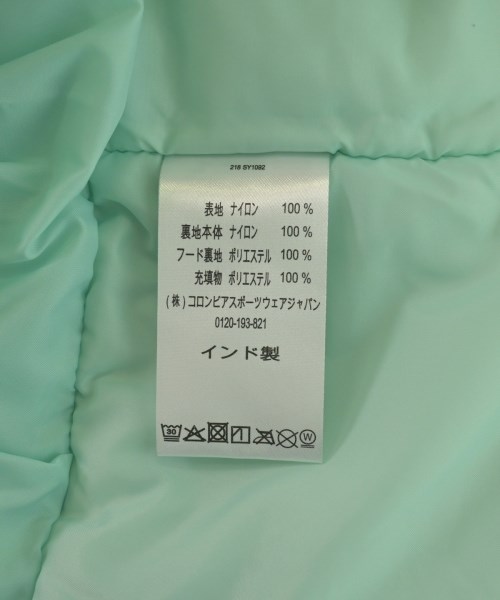 218 SY1092
表地 ナイロン 100 %
裏地本体 ナイロン 100 %
フード裏地 ポリエステル 100 %
充填物 ポリエステル 100 %
(株)コロンビアスポーツウェアジャパン
0120-193-821
インド製
30
W